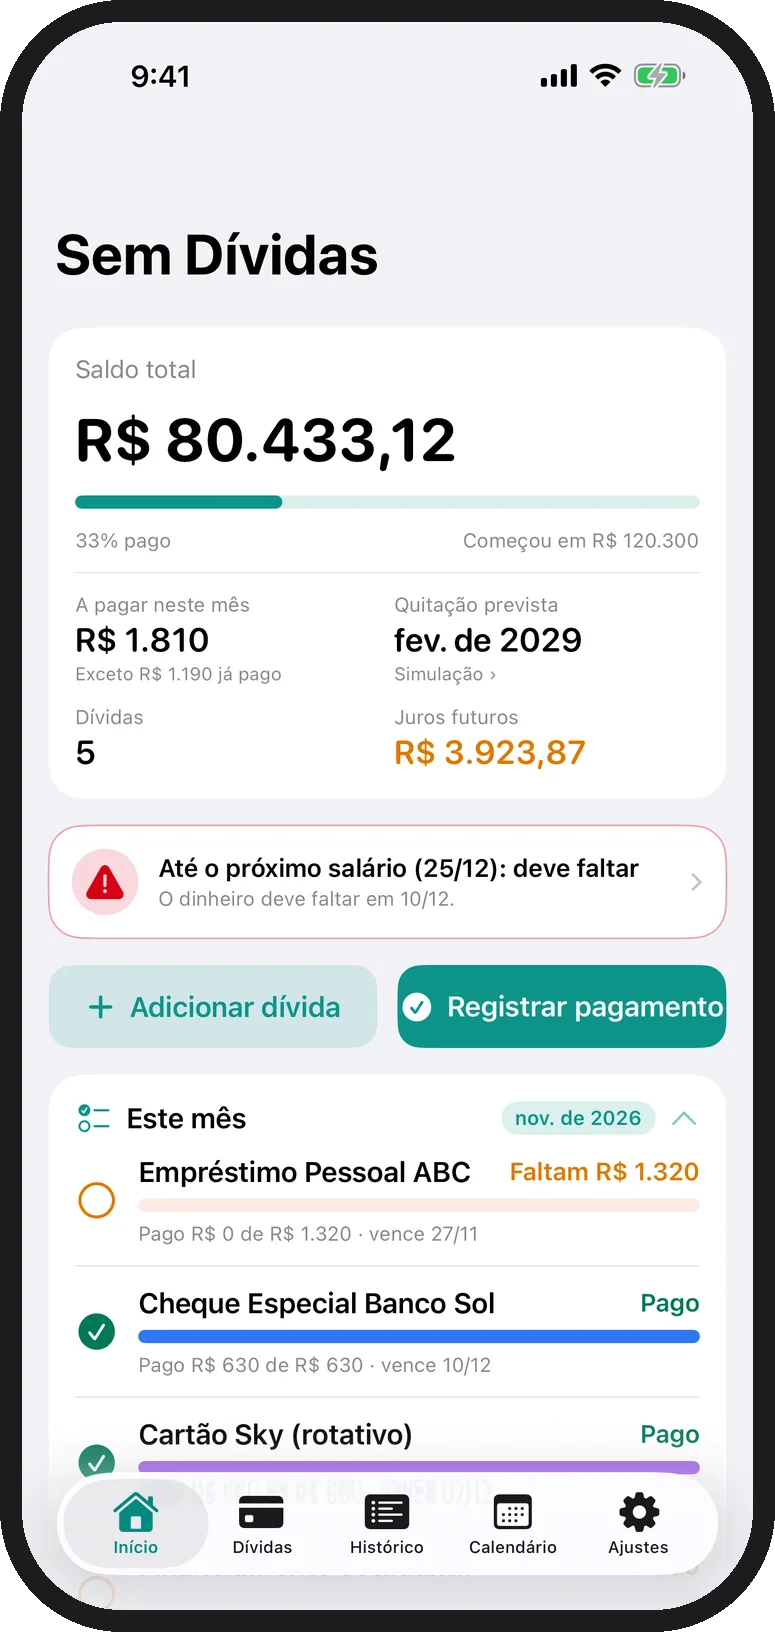 9:41
Sem Dívidas
Saldo total
R$ 80.433,12
33% pago
Começou em R$ 120.300
A pagar neste mês
Quitação prevista
R$ 1.810
fev. de 2029
Exceto R$ 1.190 já pago
Simulação ›
Dívidas
Juros futuros
5
R$ 3.923,87
Até o próximo salário (25/12): deve faltar
O dinheiro deve faltar em 10/12.
Adicionar dívida
Registrar pagamento
Este mês
nov. de 2026
Empréstimo Pessoal ABC
Faltam R$ 1.320
Pago R$ 0 de R$ 1.320 · vence 27/11
Cheque Especial Banco Sol
Pago
Pago R$ 630 de R$ 630 · vence 10/12
Cartão Sky (rotativo)
Pago
Início
Dívidas
Histórico
Calendário
Ajustes